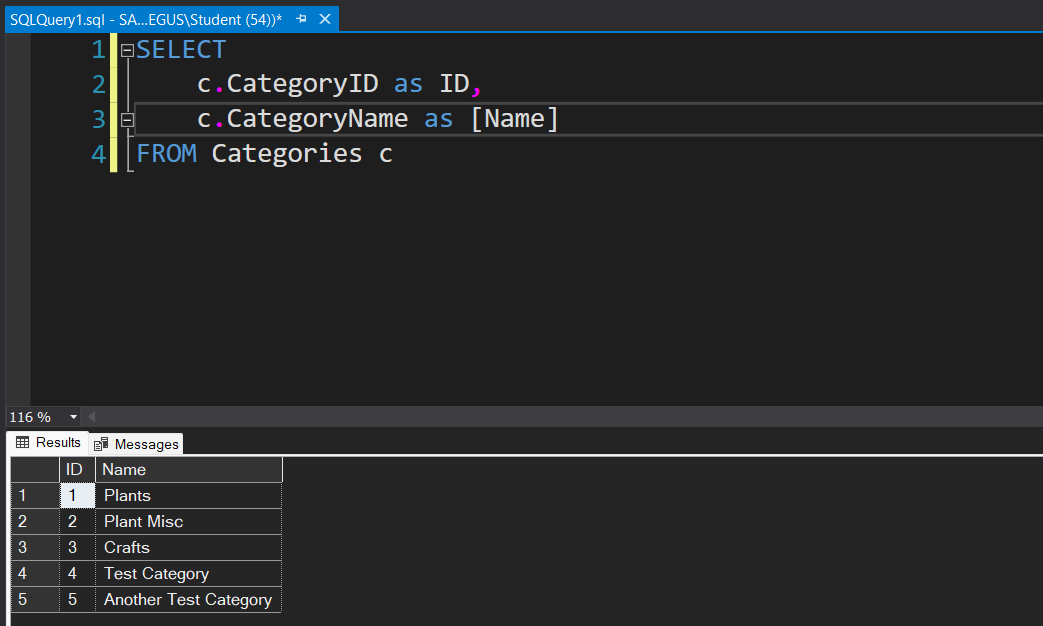 SQLQuery1.sql - SA...EGUS\Student (54))*
1 SELECT
2 c.CategoryID as ID,
3 c.CategoryName as [Name]
4 FROM Categories c
116 %
Results Messages
ID Name
1 1 Plants
2 2 Plant Misc
3 3 Crafts
4 4 Test Category
5 5 Another Test Category